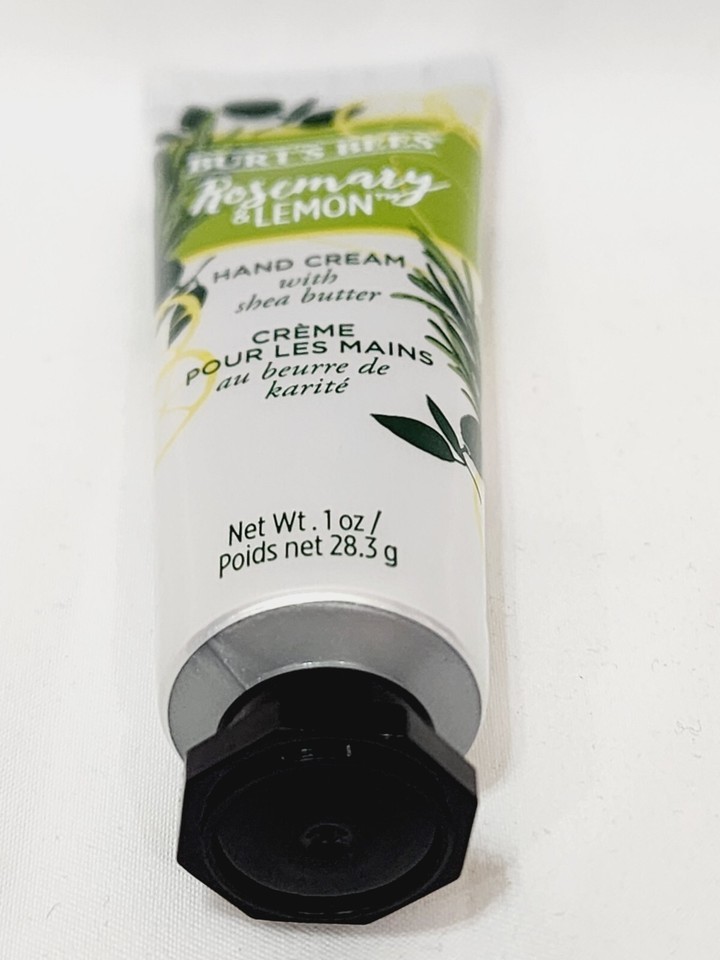 BURT'S BEES®
Rosemary
& LEMON™
HAND CREAM
with
shea butter
CRÈME
POUR LES MAINS
au beurre de
karité
Net Wt. 1 oz /
Poids net 28.3 g